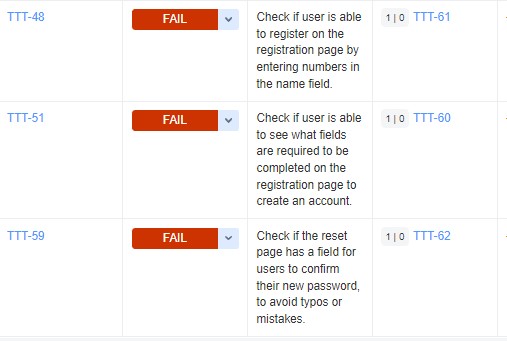 TTT-48 FAIL Check if user is able 1 | 0 TTT-61
to register on the
registration page by
entering numbers in
the name field.
TTT-51 FAIL Check if user is able 1 | 0 TTT-60
to see what fields
are required to be
completed on the
registration page to
create an account.
TTT-59 FAIL Check if the reset 1 | 0 TTT-62
page has a field for
users to confirm
their new password,
to avoid typos or
mistakes.